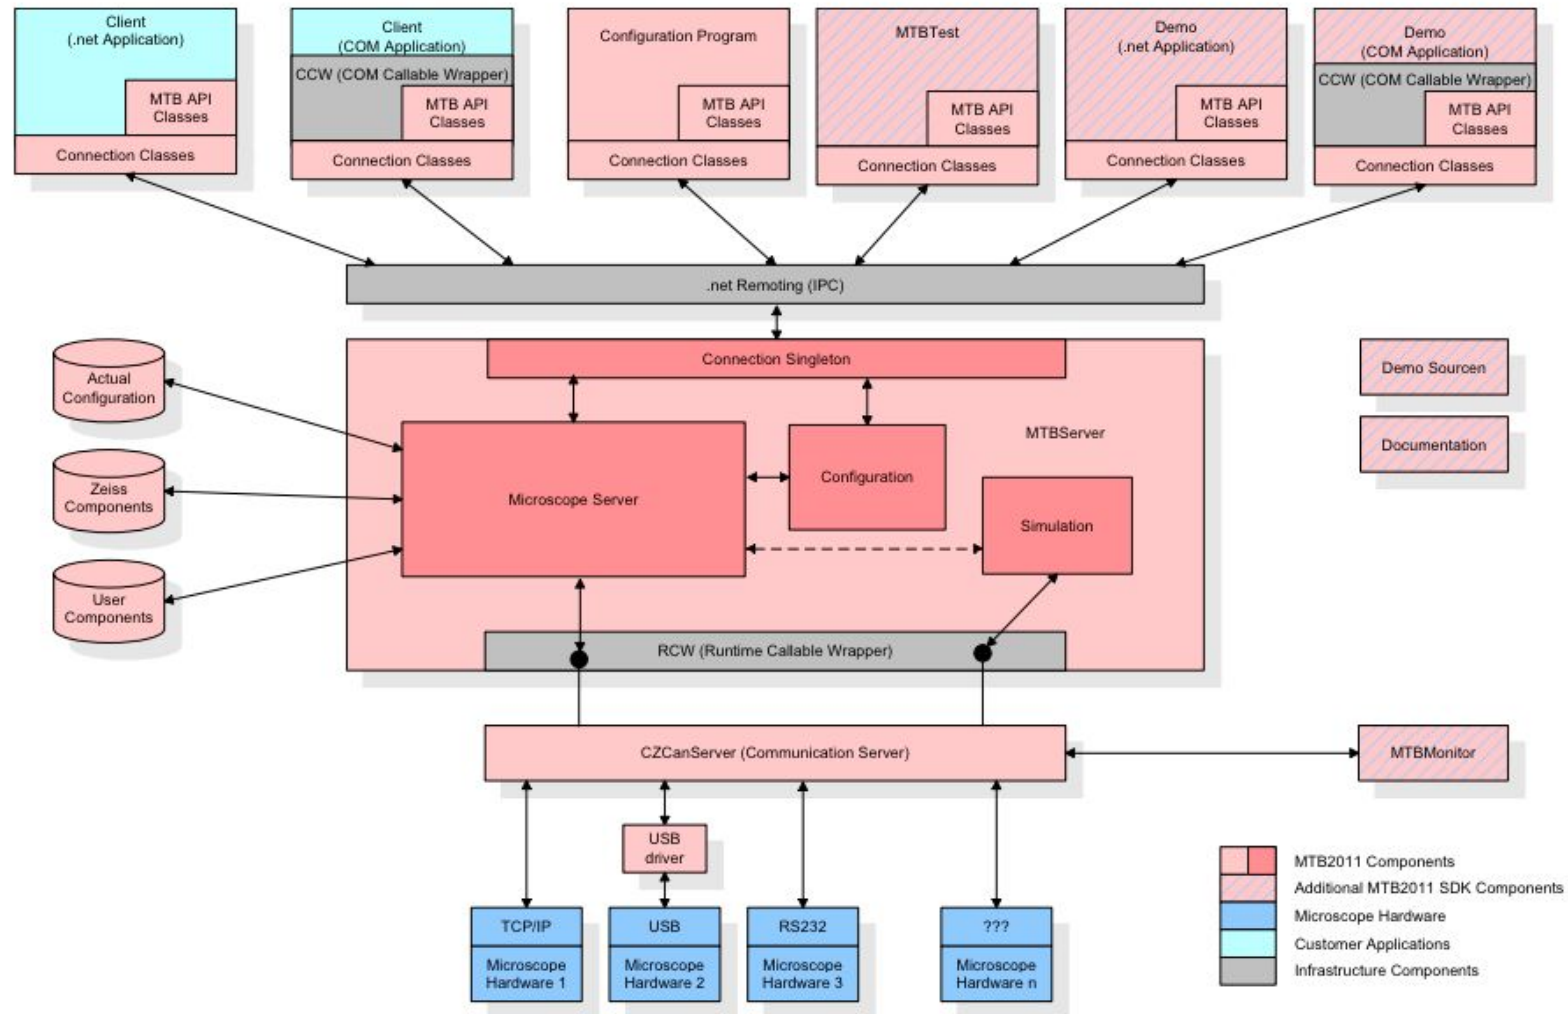 Client
(.net Application)
MTB API
Classes
Connection Classes
Client
(COM Application)
CCW (COM Callable Wrapper)
MTB API
Classes
Connection Classes
Configuration Program
MTB API
Classes
Connection Classes
MTBTest
MTB API
Classes
Connection Classes
Demo
(.net Application)
MTB API
Classes
Connection Classes
Demo
(COM Application)
CCW (COM Callable Wrapper)
MTB API
Classes
Connection Classes
.net Remoting (IPC)
Connection Singleton
Actual
Configuration
Zeiss
Components
User
Components
Microscope Server
Configuration
MTBServer
Simulation
RCW (Runtime Callable Wrapper)
Demo Sourcen
Documentation
CZCanServer (Communication Server)
MTBMonitor
USB
driver
TCP/IP
Microscope
Hardware 1
USB
Microscope
Hardware 2
RS232
Microscope
Hardware 3
???
Microscope
Hardware n
MTB2011 Components
Additional MTB2011 SDK Components
Microscope Hardware
Customer Applications
Infrastructure Components